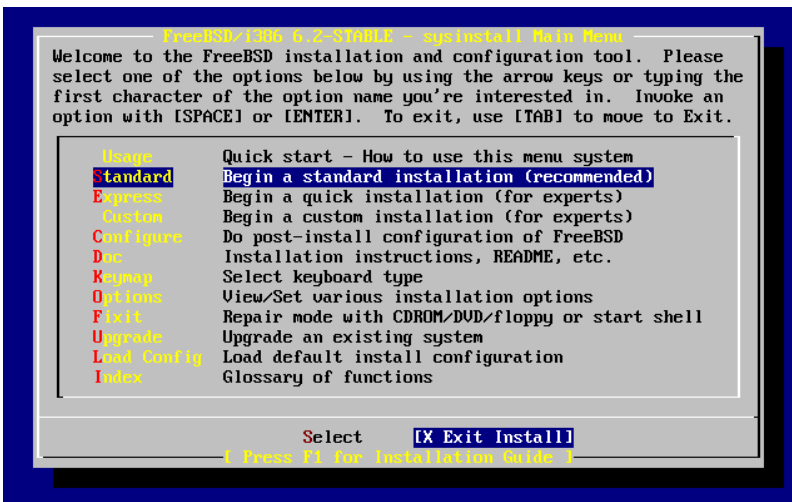 FreeBSD/i386 6.2-STABLE - sysinstall Main Menu
Welcome to the FreeBSD installation and configuration tool.  Please
select one of the options below by using the arrow keys or typing the
first character of the option name you're interested in.  Invoke an
option with [SPACE] or [ENTER].  To exit, use [TAB] to move to Exit.
Usage Quick start - How to use this menu system
Standard Begin a standard installation (recommended)
Express Begin a quick installation (for experts)
Custom Begin a custom installation (for experts)
Configure Do post-install configuration of FreeBSD
Doc Installation instructions, README, etc.
Keymap Select keyboard type
Options View/Set various installation options
Fixit Repair mode with CDROM/DVD/floppy or start shell
Upgrade Upgrade an existing system
Load Config Load default install configuration
Index Glossary of functions
Select [X Exit Install]
[ Press F1 for Installation Guide ]